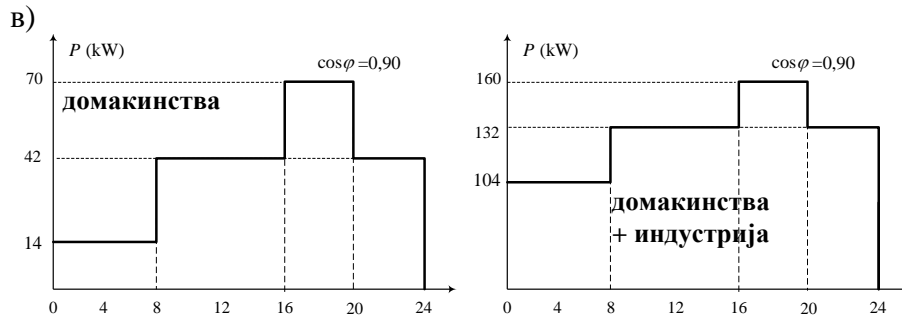 в)
P (kW)
cosφ =0,90
70
домакинства
42
14
0 4 8 12 16 20 24
P (kW)
cosφ =0,90
160
132
104
домакинства
+ индустрија
0 4 8 12 16 20 24